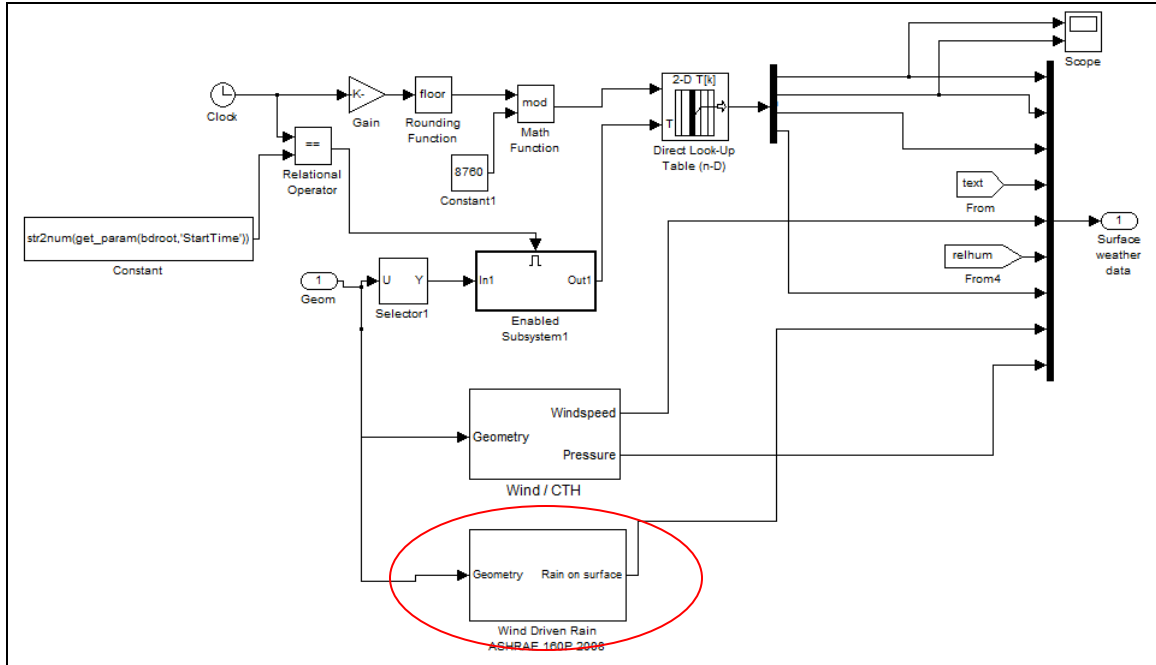 Scope
Clock
K-
Gain
floor
Rounding
Function
mod
Math
Function
2-D T[k]
T
Direct Look-Up
Table (n-D)
==
Relational
Operator
8760
Constant1
str2num(get_param(bdroot,'StartTime'))
Constant
text
From
1
Surface
weather
data
relhum
From4
1
Geom
U Y
Selector1
In1 Out1
Enabled
Subsystem1
Windspeed
Geometry
Pressure
Wind / CTH
Geometry Rain on surface
Wind Driven Rain
ASHRAE 160P 2008